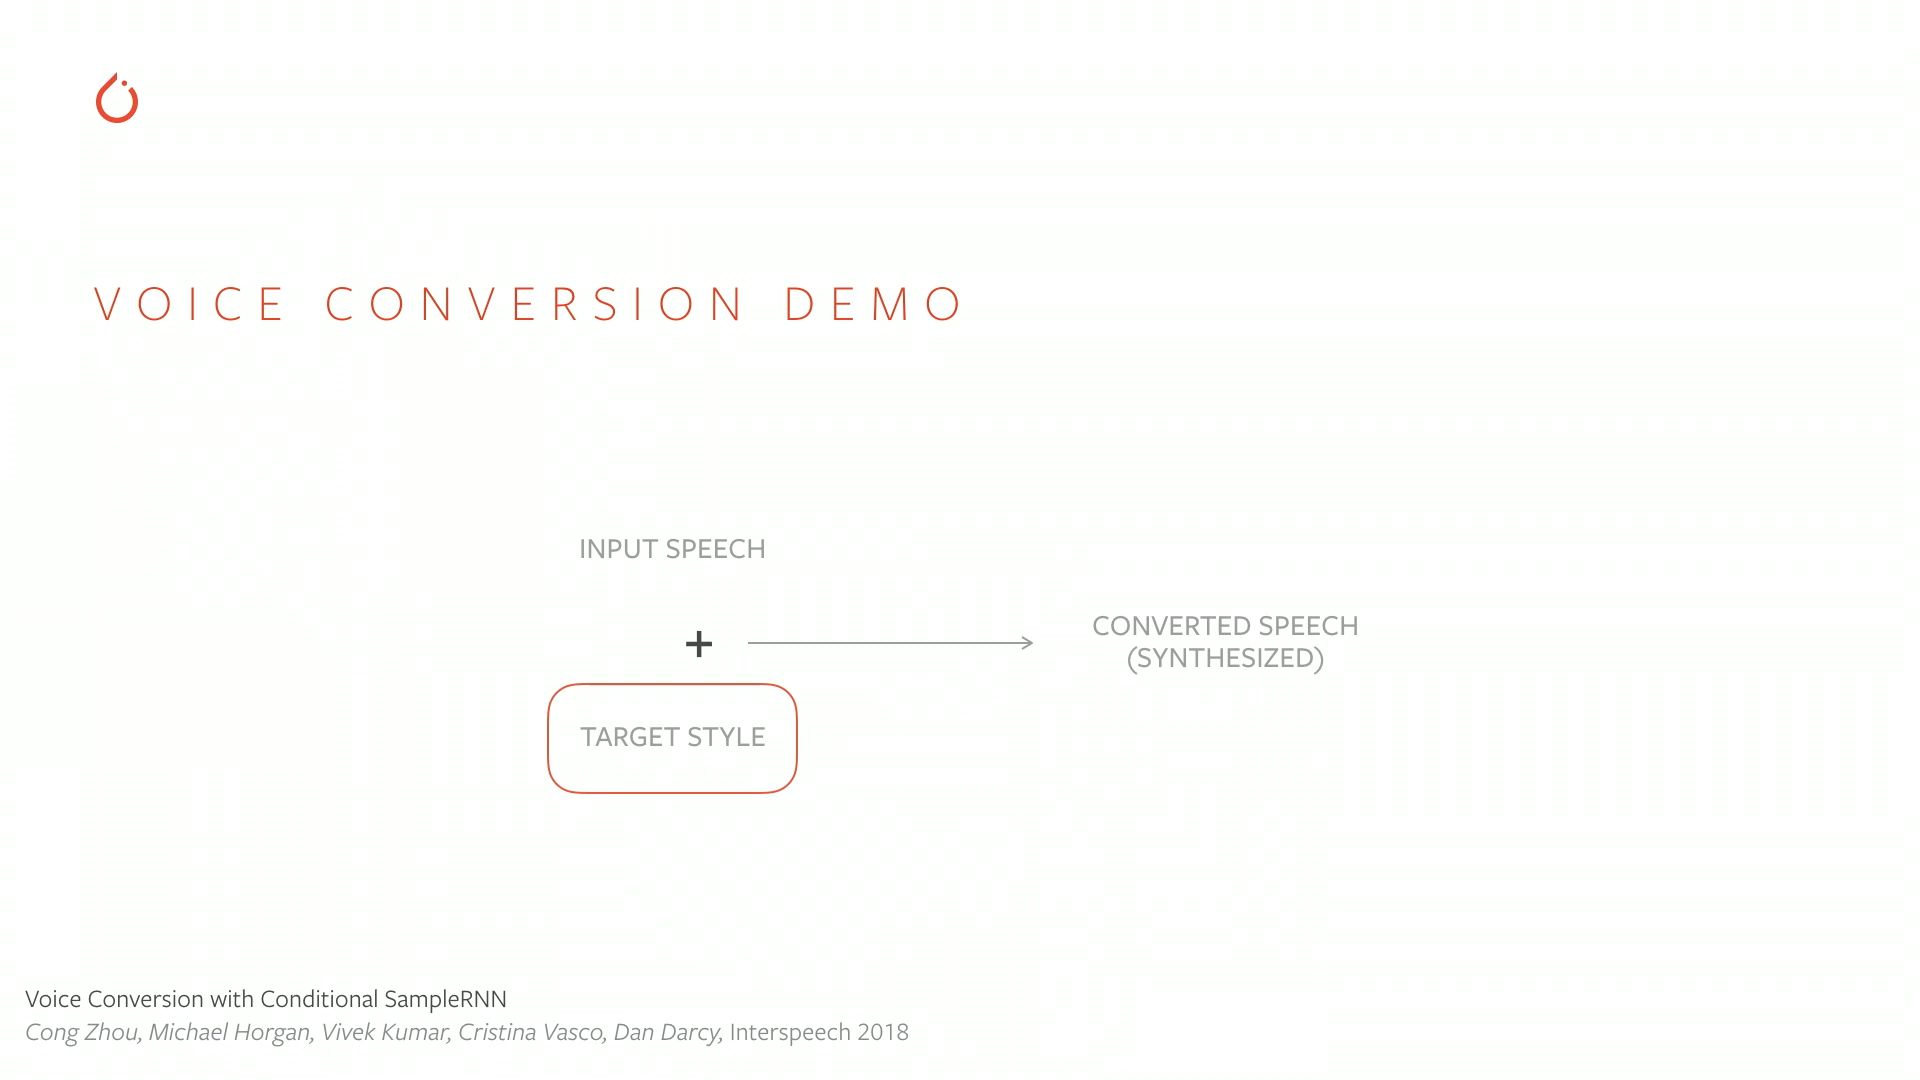 VOICE CONVERSION DEMO
INPUT SPEECH
+
CONVERTED SPEECH
(SYNTHESIZED)
TARGET STYLE
Voice Conversion with Conditional SampleRNN
Cong Zhou, Michael Horgan, Vivek Kumar, Cristina Vasco, Dan Darcy, Interspeech 2018